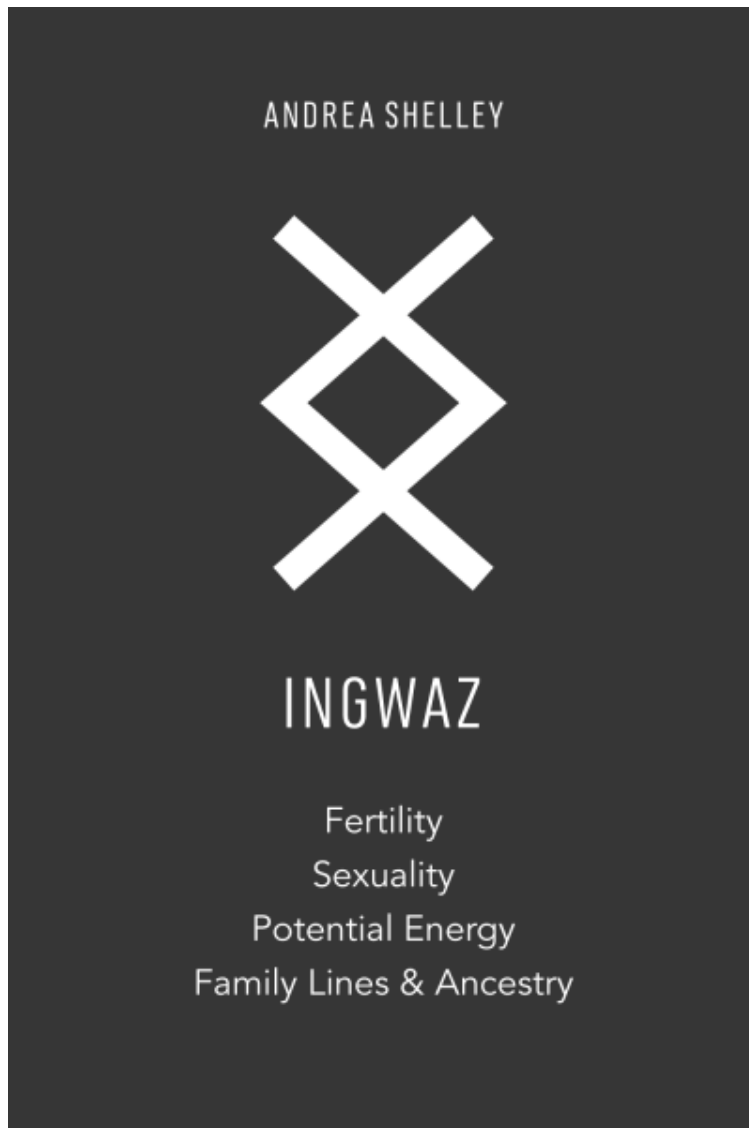 ANDREA SHELLEY
INGWAZ
Fertility
Sexuality
Potential Energy
Family Lines & Ancestry